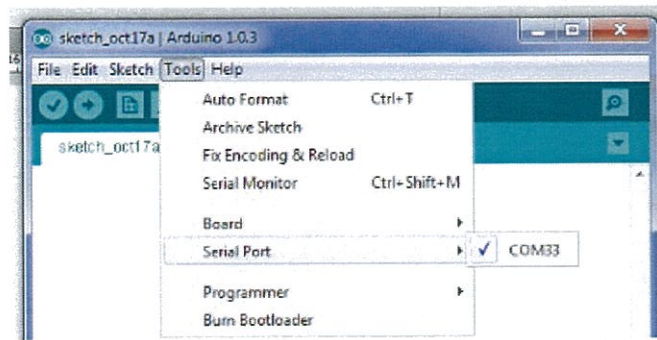 sketch_oct17a | Arduino 1.0.3
File Edit Sketch Tools Help
Auto Format Ctrl+T
sketch_oct17a
Archive Sketch
Fix Encoding & Reload
Serial Monitor Ctrl+Shift+M
Board
Serial Port
COM33
Programmer
Burn Bootloader